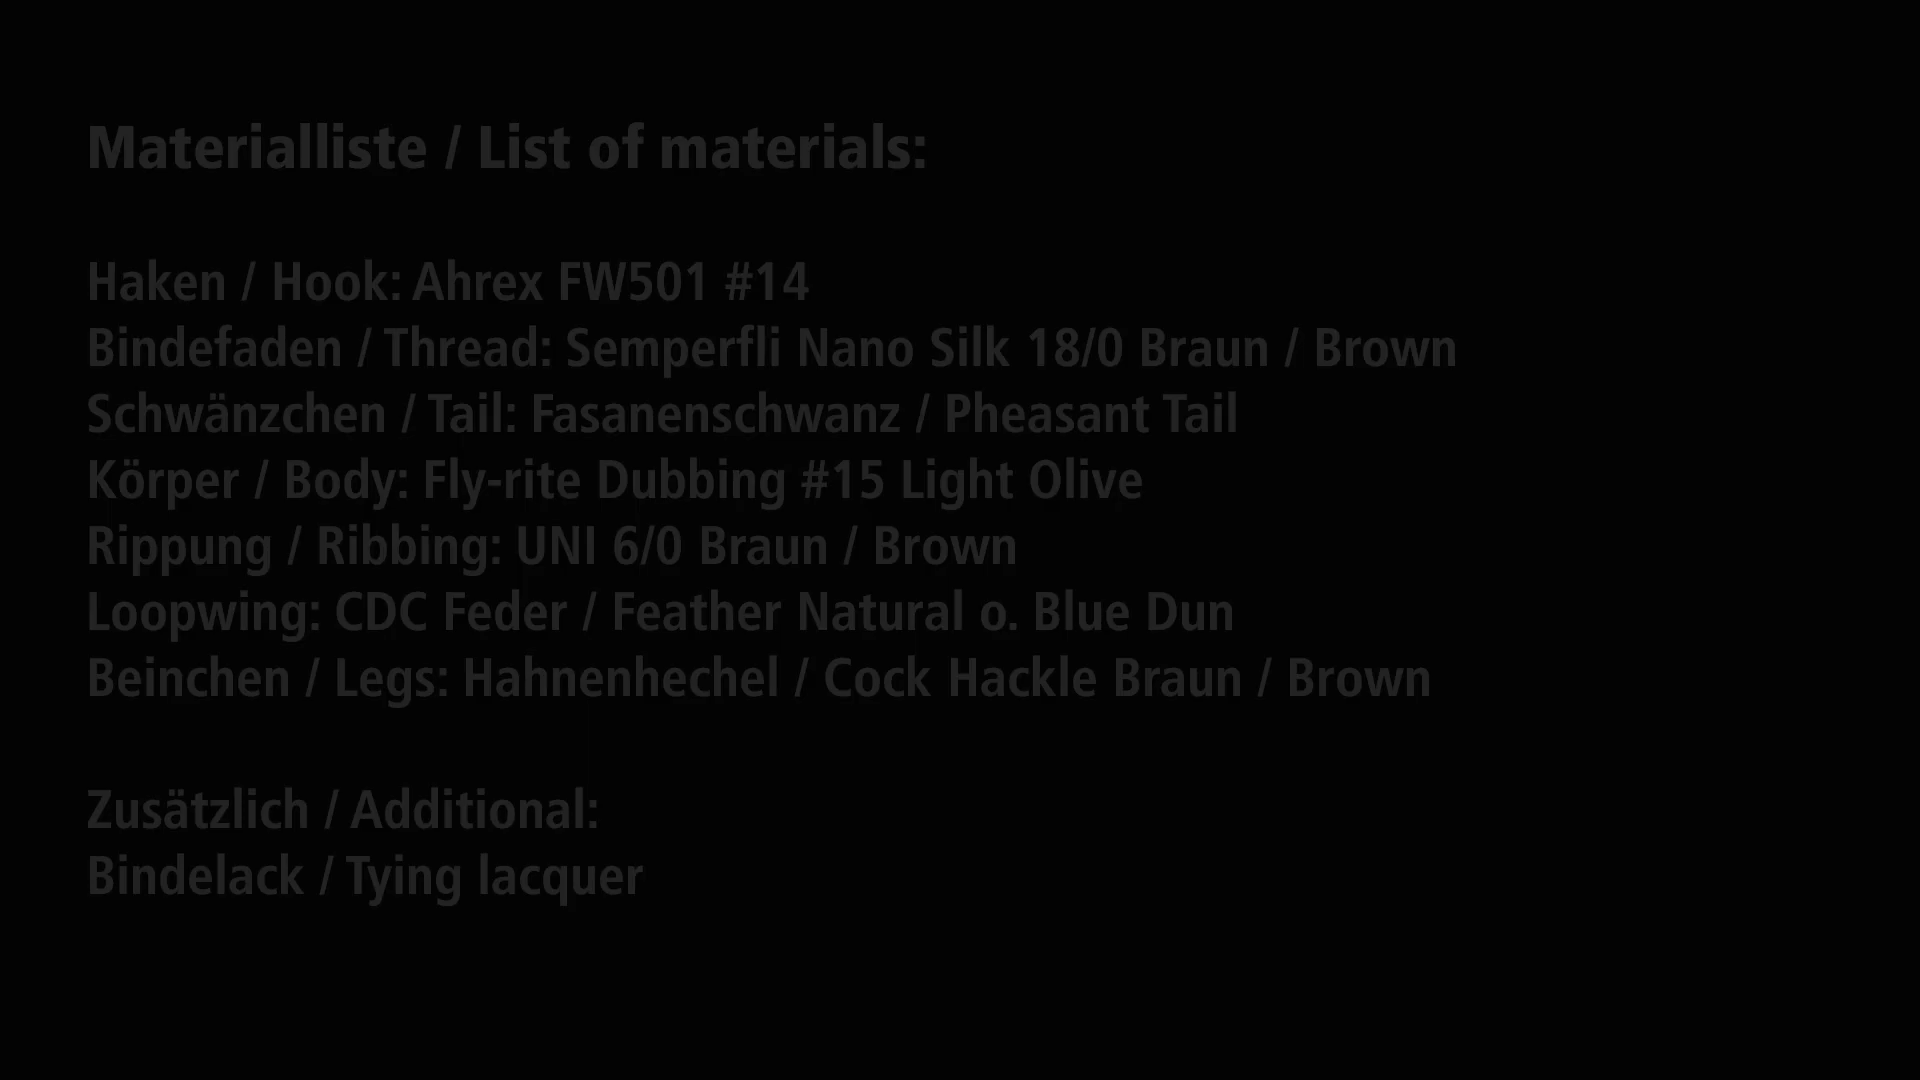 Materialliste / List of materials:
Haken / Hook: Ahrex FW501 #14
Bindefaden / Thread: Semperfli Nano Silk 18/0 Braun / Brown
Schwänzchen / Tail: Fasanenschwanz / Pheasant Tail
Körper / Body: Fly-rite Dubbing #15 Light Olive
Rippung / Ribbing: UNI 6/0 Braun / Brown
Loopwing: CDC Feder / Feather Natural o. Blue Dun
Beinchen / Legs: Hahnenhechel / Cock Hackle Braun / Brown
Zusätzlich / Additional:
Bindelack / Tying lacquer